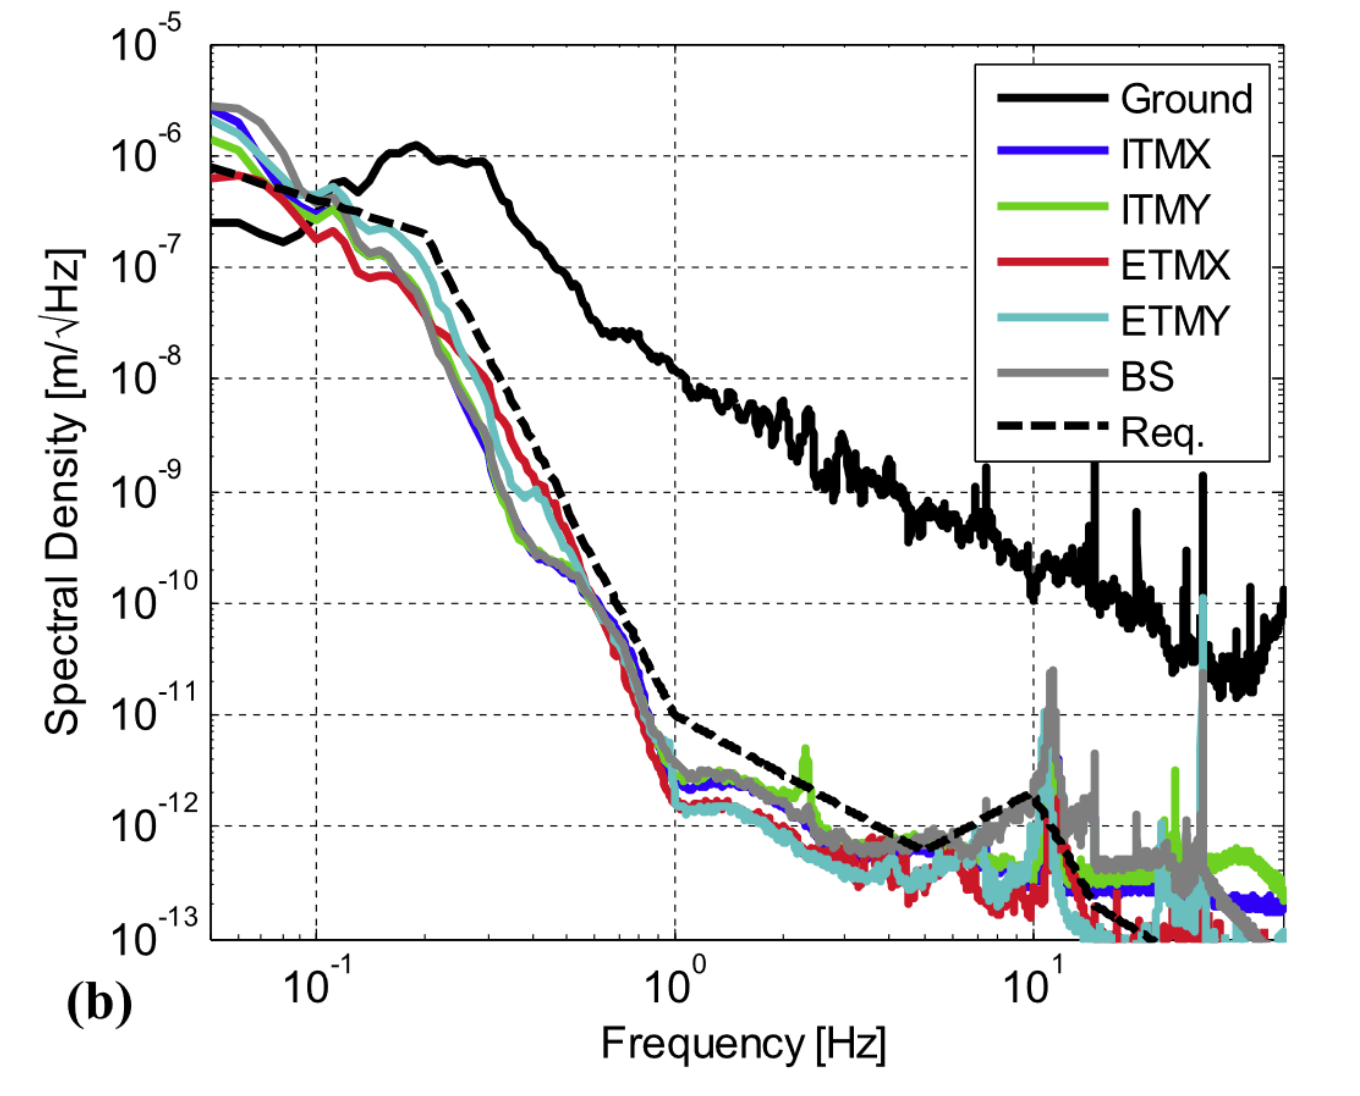 10^-5
10^-6
10^-7
10^-8
10^-9
10^-10
10^-11
10^-12
10^-13
Spectral Density [m/√Hz]
Ground
ITMX
ITMY
ETMX
ETMY
BS
Req.
10^-1
10^0
10^1
(b)
Frequency [Hz]